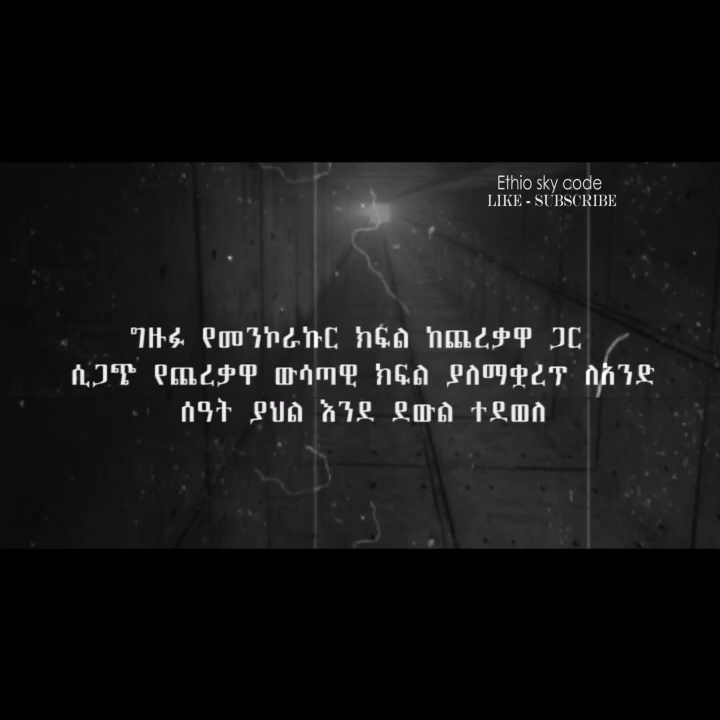 Ethio sky code
LIKE - SUBSCRIBE
ግዙፉ የመንኮራኩር ክፍል ከጨረቃዋ ጋር
ሲጋጭ የጨረቃዋ ውሳጣዊ ክፍል ያለማቋረጥ ለአንድ
ሰዓት ያህል እንደ ደውል ተደወለ